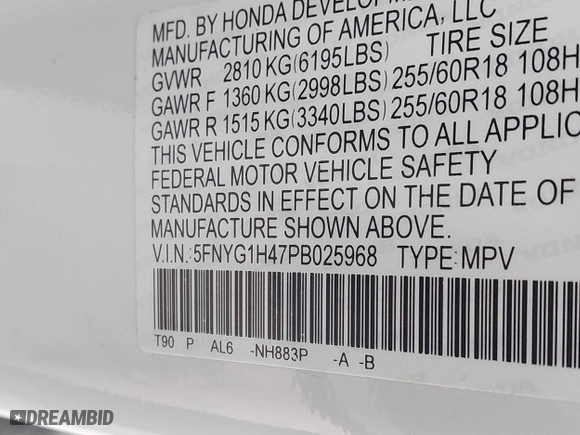 MFD. BY HONDA DEVELOPM
MANUFACTURING OF AMERICA, LLC
GVWR 2810 KG(6195LBS) TIRE SIZE
GAWR F 1360 KG(2998LBS) 255/60R18 108H
GAWR R 1515 KG(3340LBS) 255/60R18 108H
THIS VEHICLE CONFORMS TO ALL APPLIC
FEDERAL MOTOR VEHICLE SAFETY
STANDARDS IN EFFECT ON THE DATE OF
MANUFACTURE SHOWN ABOVE.
V.I.N.:5FNYG1H47PB025968 TYPE:MPV
T90 P AL6 -NH883P -A -B
DREAMBID